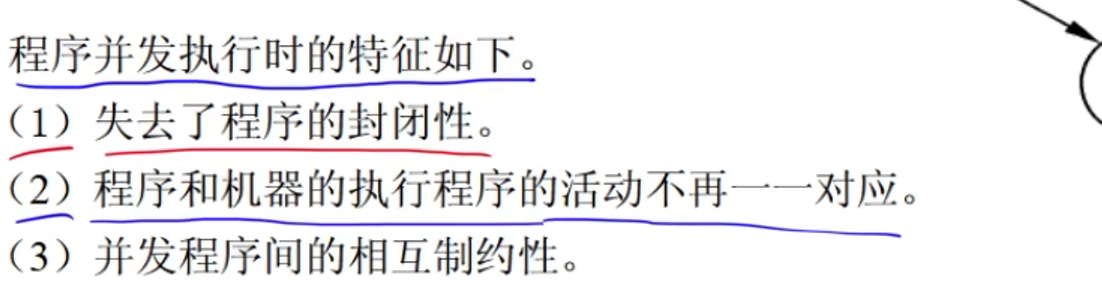 程序并发执行时的特征如下。
（1）失去了程序的封闭性。
（2）程序和机器的执行程序的活动不再一一对应。
（3）并发程序间的相互制约性。